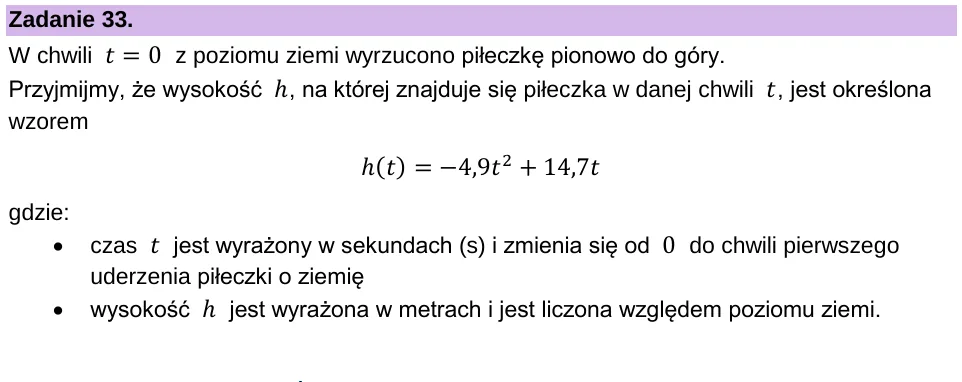 Zadanie 33.
W chwili t = 0 z poziomu ziemi wyrzucono piłeczkę pionowo do góry.
Przyjmijmy, że wysokość h, na której znajduje się piłeczka w danej chwili t, jest określona
wzorem
h(t) = −4,9t² + 14,7t
gdzie:
• czas t jest wyrażony w sekundach (s) i zmienia się od 0 do chwili pierwszego
uderzenia piłeczki o ziemię
• wysokość h jest wyrażona w metrach i jest liczona względem poziomu ziemi.